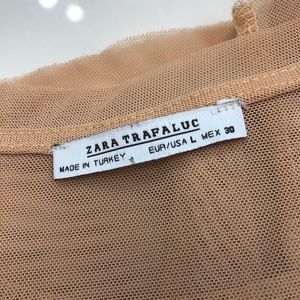 ZARA TRAFALUC
MADE IN TURKEY EUR/USA L MEX 30